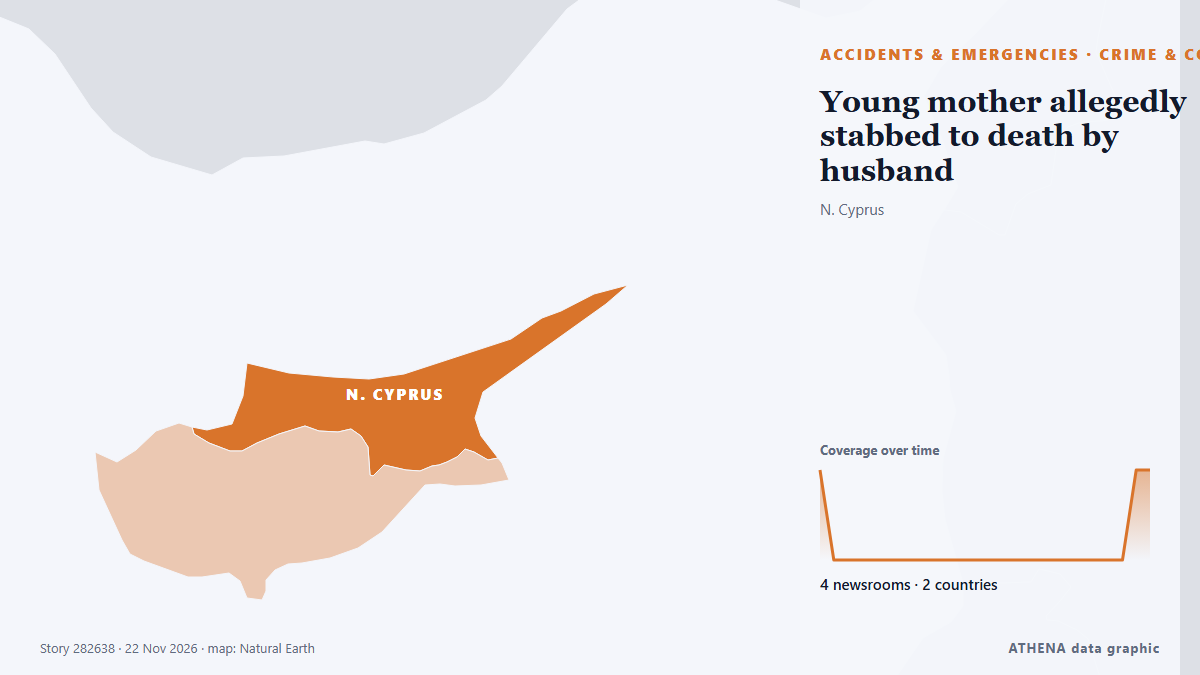 ACCIDENTS & EMERGENCIES · CRIME &
Young mother allegedly
stabbed to death by
husband
N. Cyprus
N. CYPRUS
Coverage over time
4 newsrooms · 2 countries
Story 282638 · 22 Nov 2026 · map: Natural Earth
ATHENA data graphic